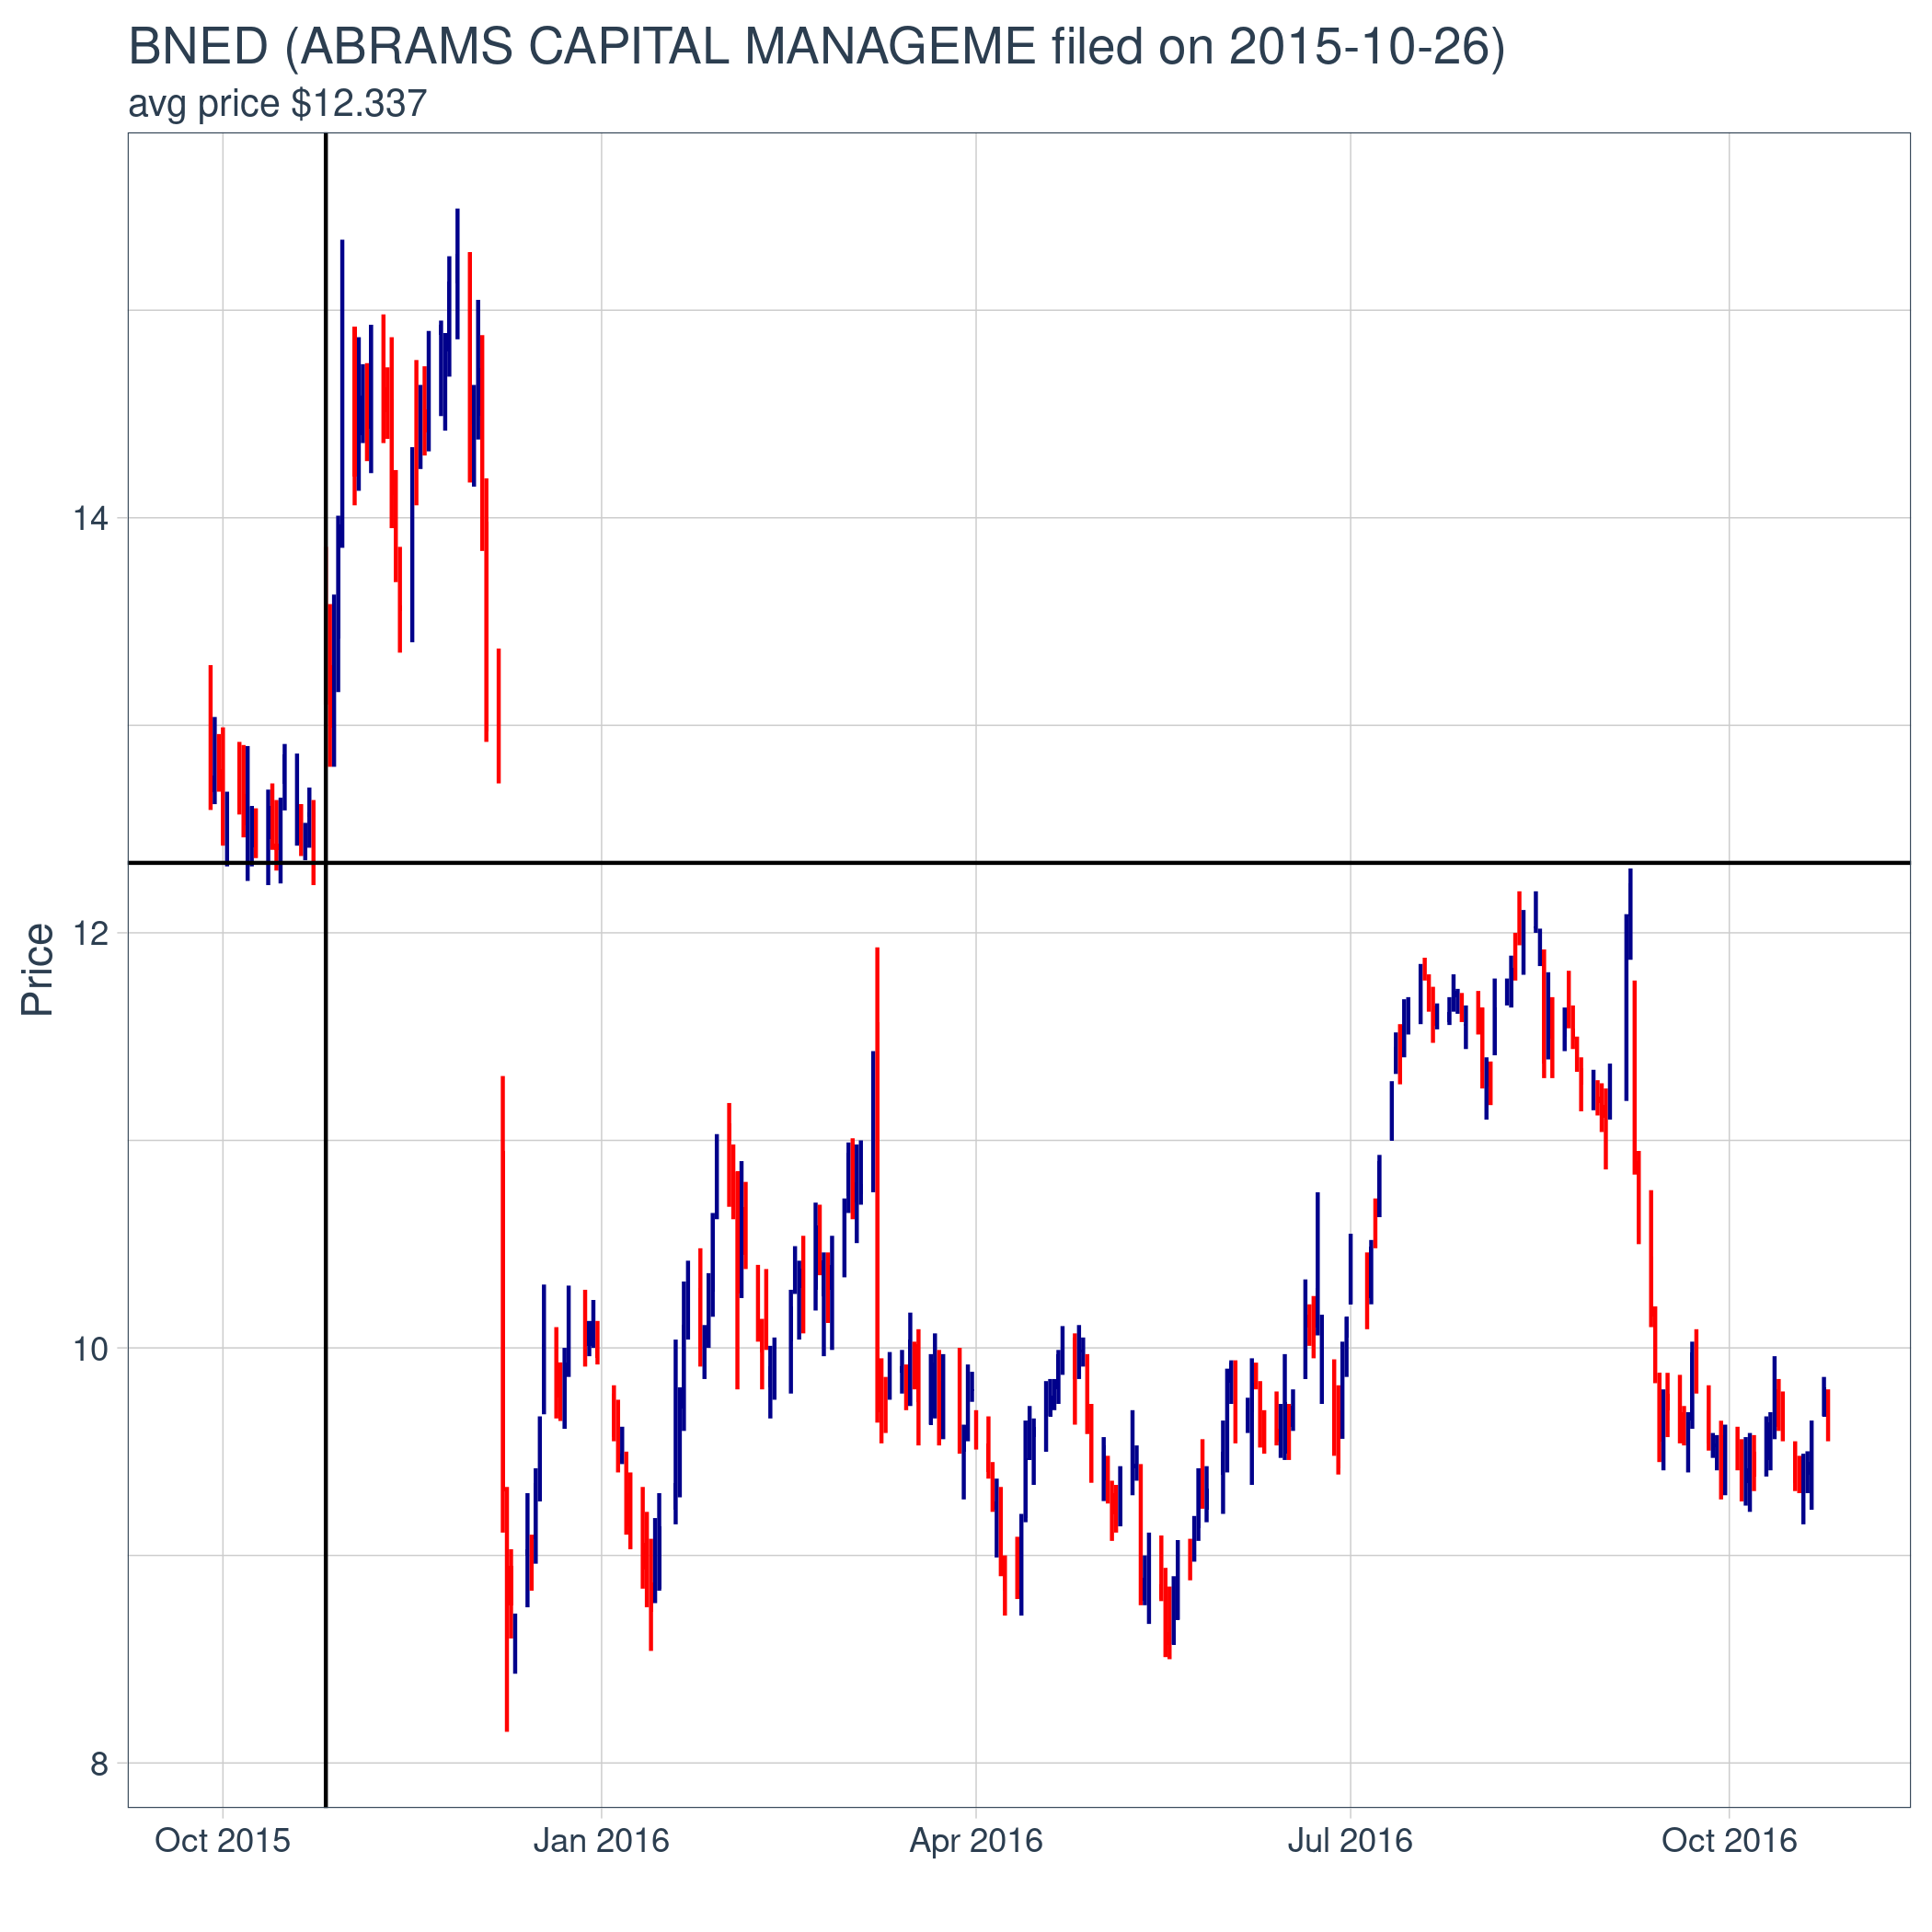 BNED (ABRAMS CAPITAL MANAGEME filed on 2015-10-26)
avg price $12.337
14
12
10
8
Price
Oct 2015
Jan 2016
Apr 2016
Jul 2016
Oct 2016